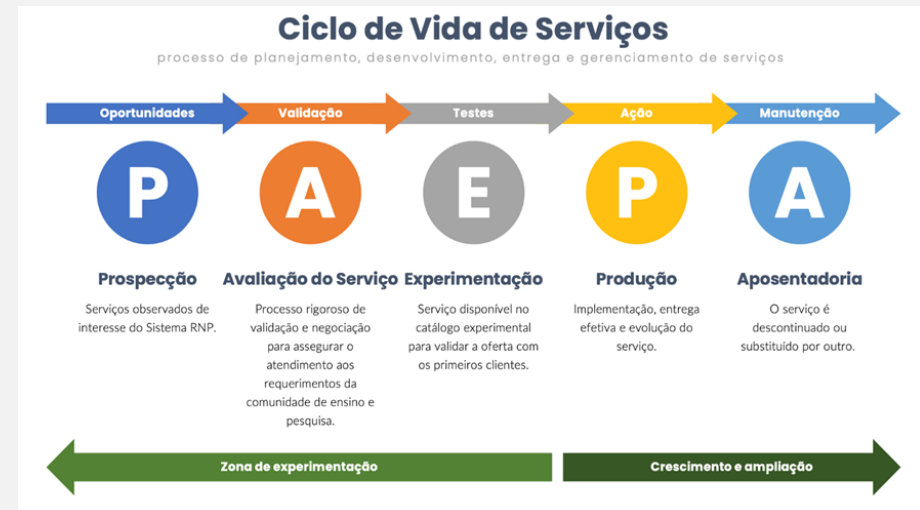 Ciclo de Vida de Serviços
processo de planejamento, desenvolvimento, entrega e gerenciamento de serviços
Oportunidades
Validação
Testes
Ação
Manutenção
P
A
E
P
A
Prospecção
Serviços observados de
interesse do Sistema RNP.
Avaliação do Serviço
Processo rigoroso de
validação e negociação
para assegurar o
atendimento aos
requerimentos da
comunidade de ensino e
pesquisa.
Experimentação
Serviço disponível no
catálogo experimental
para validar a oferta com
os primeiros clientes.
Produção
Implementação, entrega
efetiva e evolução do
serviço.
Aposentadoria
O serviço é
descontinuado ou
substituído por outro.
Zona de experimentação
Crescimento e ampliação